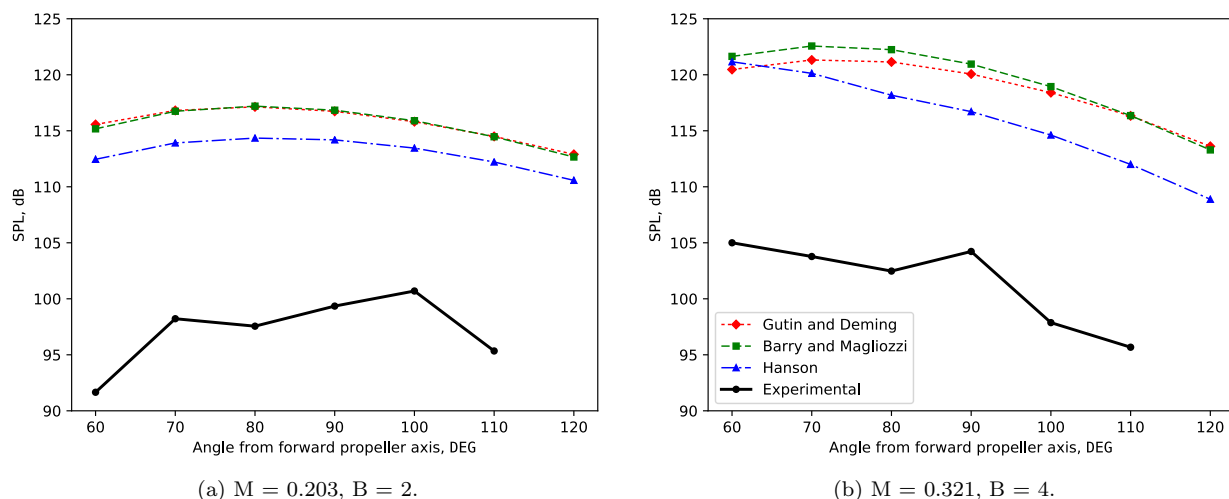 125
120
115
110
105
100
95
90
SPL, dB
60 70 80 90 100 110 120
Angle from forward propeller axis, DEG
(a) M = 0.203, B = 2.
125
120
115
110
105
100
95
90
SPL, dB
Gutin and Deming
Barry and Magliozzi
Hanson
Experimental
60 70 80 90 100 110 120
Angle from forward propeller axis, DEG
(b) M = 0.321, B = 4.